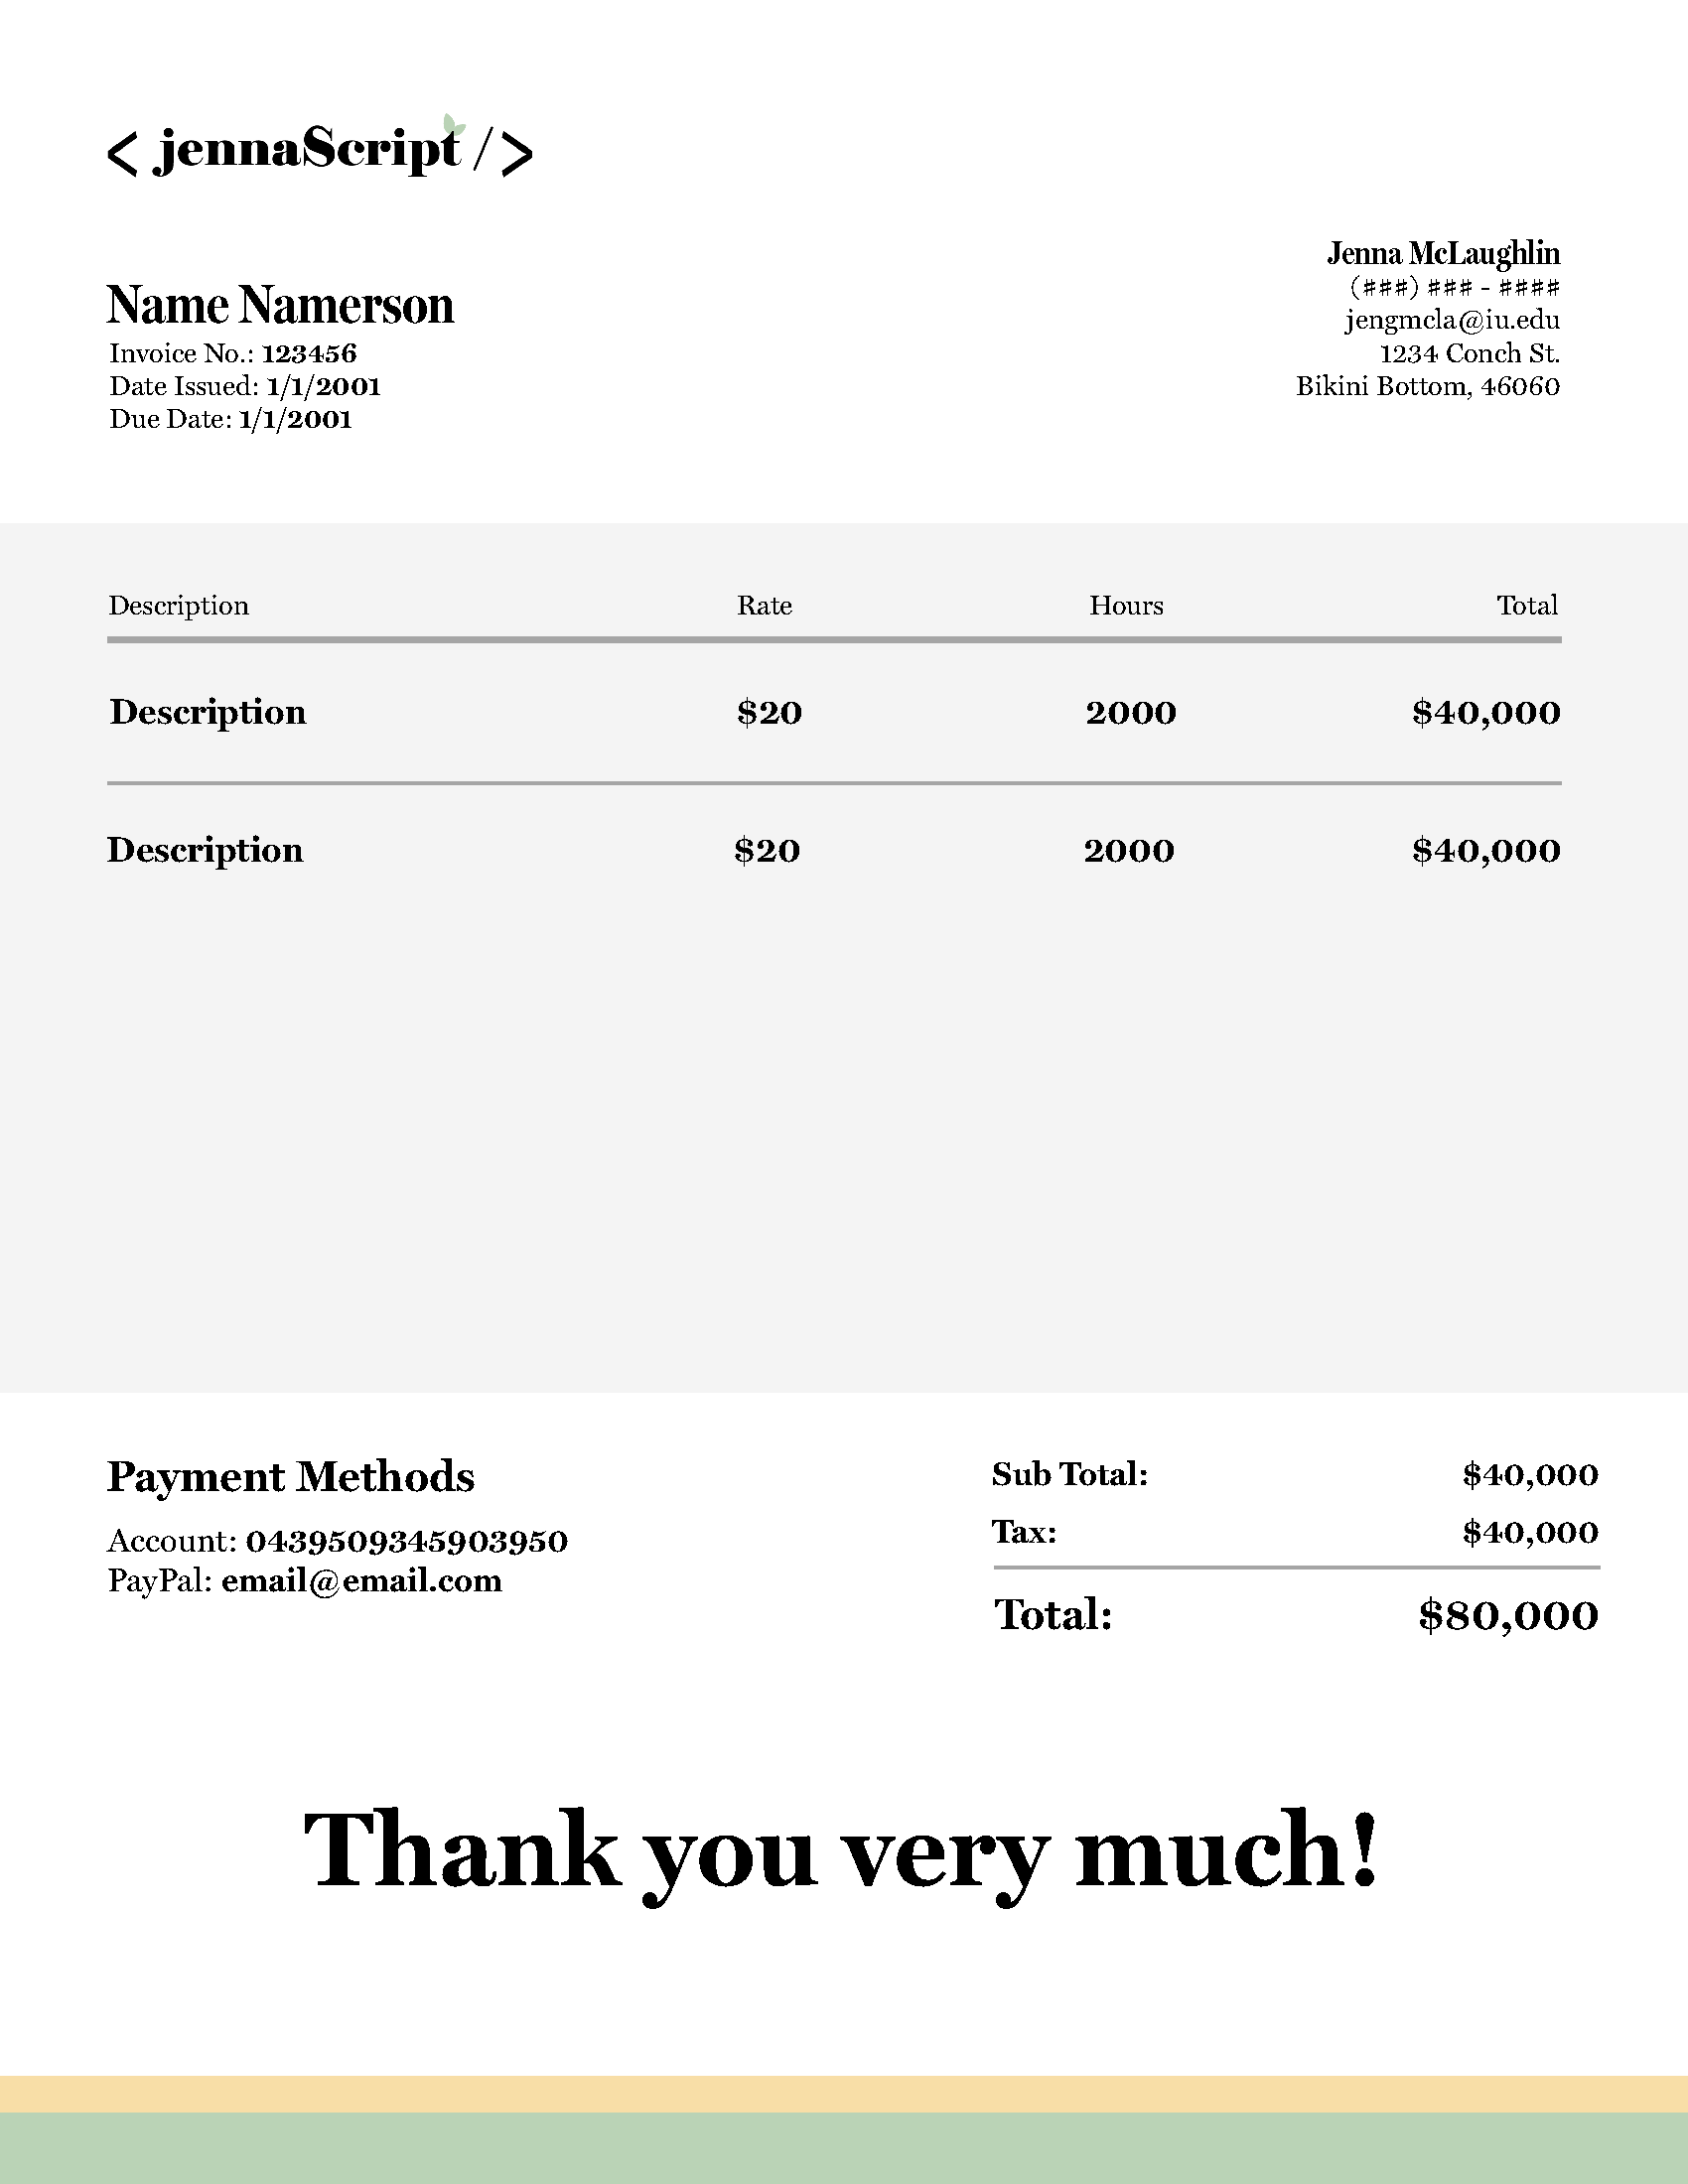 < jennaScript />
Name Namerson
Invoice No.: 123456
Date Issued: 1/1/2001
Due Date: 1/1/2001
Jenna McLaughlin
(###) ### - ####
jengmcla@iu.edu
1234 Conch St.
Bikini Bottom, 46060
Description Rate Hours Total
Description $20 2000 $40,000
Description $20 2000 $40,000
Payment Methods
Account: 0439509345903950
PayPal: email@email.com
Sub Total: $40,000
Tax: $40,000
Total: $80,000
Thank you very much!